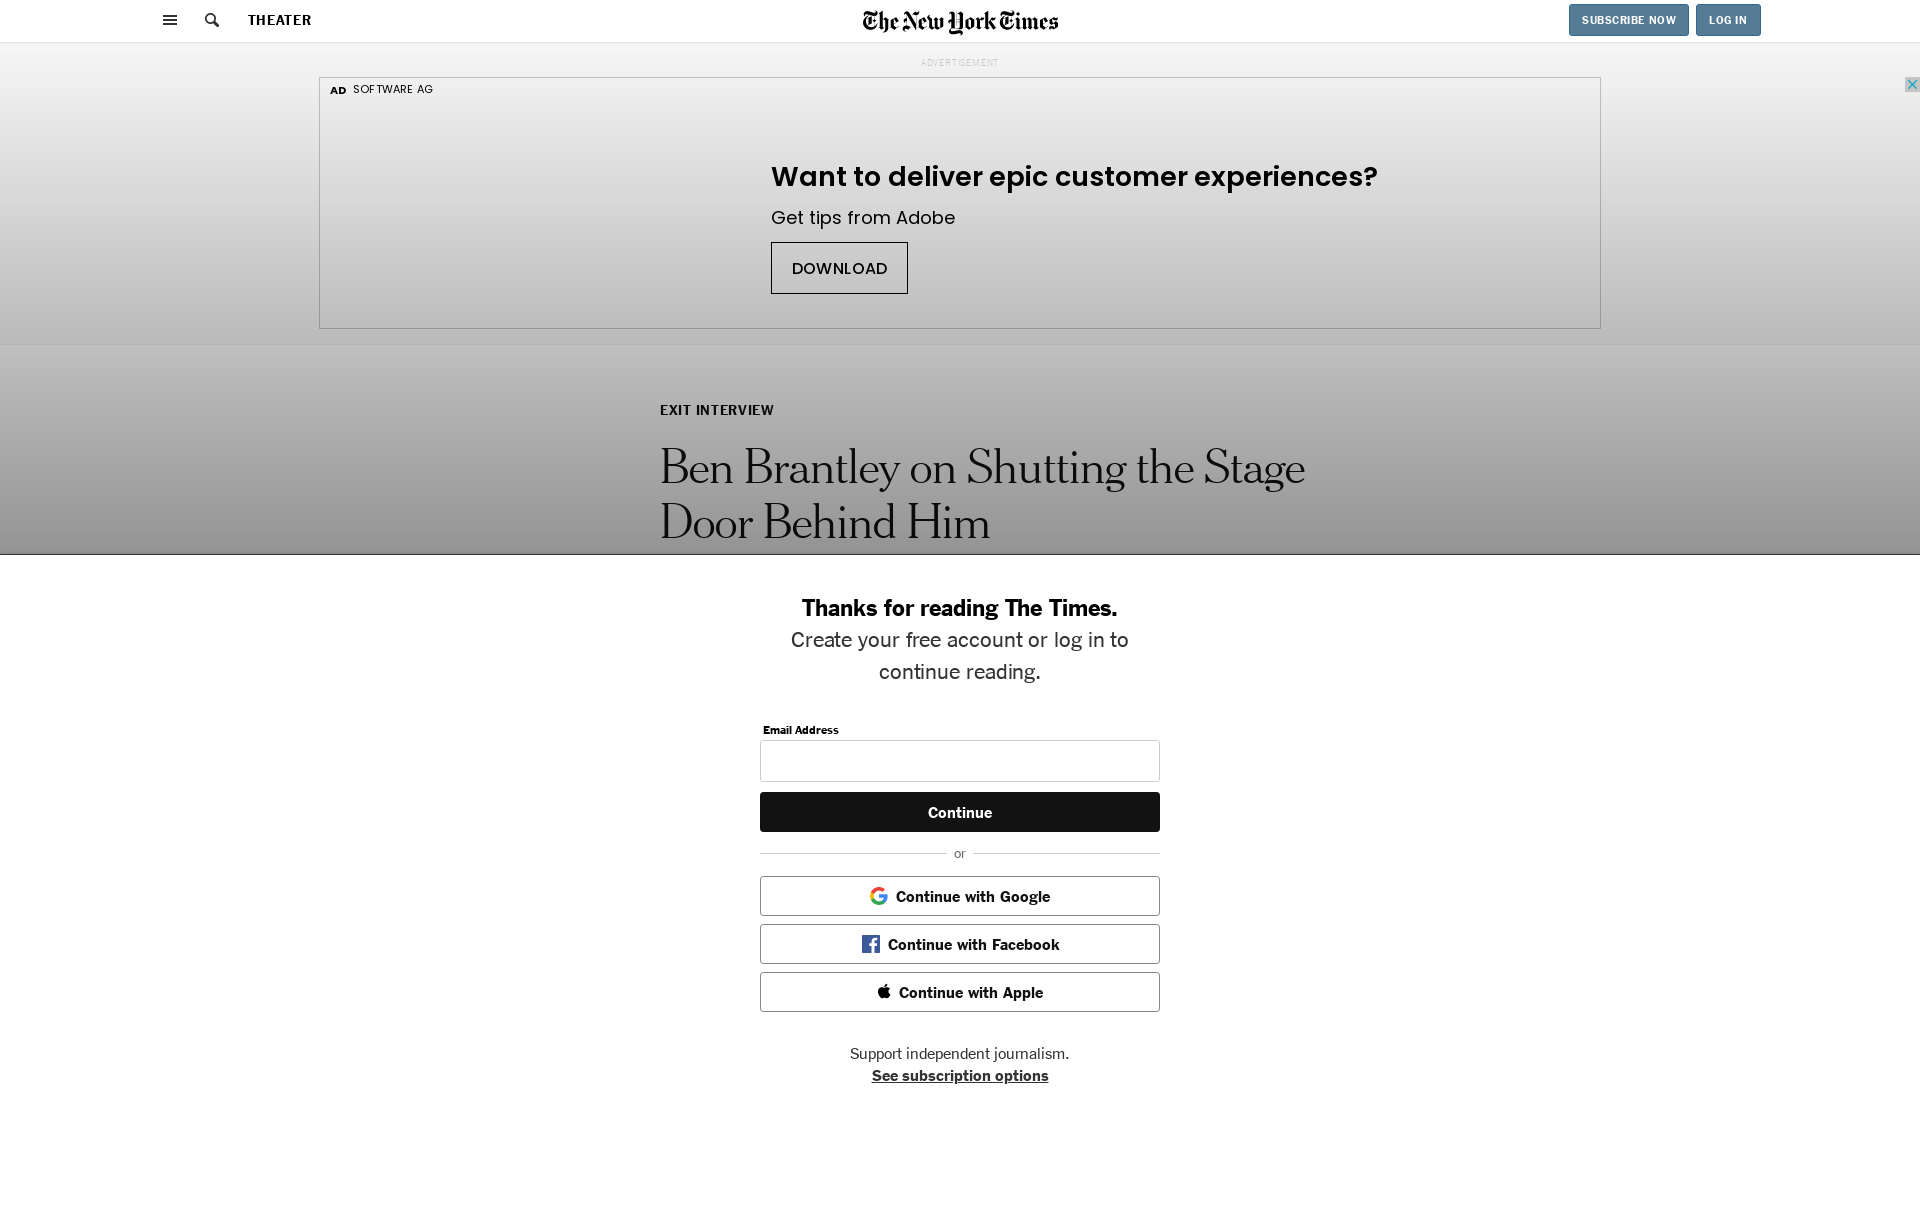 THEATER
The New York Times
SUBSCRIBE NOW
LOG IN
ADVERTISEMENT
AD SOFTWARE AG
Want to deliver epic customer experiences?
Get tips from Adobe
DOWNLOAD
EXIT INTERVIEW
Ben Brantley on Shutting the Stage
Door Behind Him
Thanks for reading The Times.
Create your free account or log in to
continue reading.
Email Address
Continue
or
Continue with Google
Continue with Facebook
Continue with Apple
Support independent journalism.
See subscription options